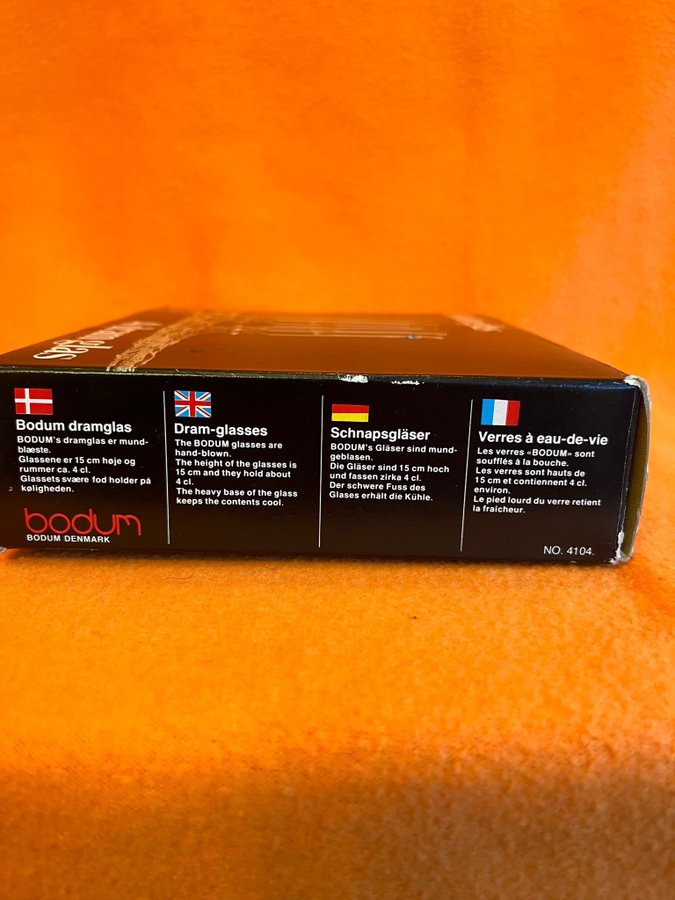 Bodum dramglas
BODUM's dramglas er mund-
blæste.
Glassene er 15 cm høje og
rummer ca. 4 cl.
Glassets svære fod holder på
køligheden.
bodum
BODUM DENMARK
Dram-glasses
The BODUM glasses are
hand-blown.
The height of the glasses is
15 cm and they hold about
4 cl.
The heavy base of the glass
keeps the contents cool.
Schnapsgläser
BODUM's Gläser sind mund-
geblasen.
Die Gläser sind 15 cm hoch
und fassen zirka 4 cl.
Der schwere Fuss des
Glases erhält die Kühle.
Verres à eau-de-vie
Les verres «BODUM» sont
soufflés à la bouche.
Les verres sont hauts de
15 cm et contiennent 4 cl.
environ.
Le pied lourd du verre retient
la fraîcheur.
NO. 4104.